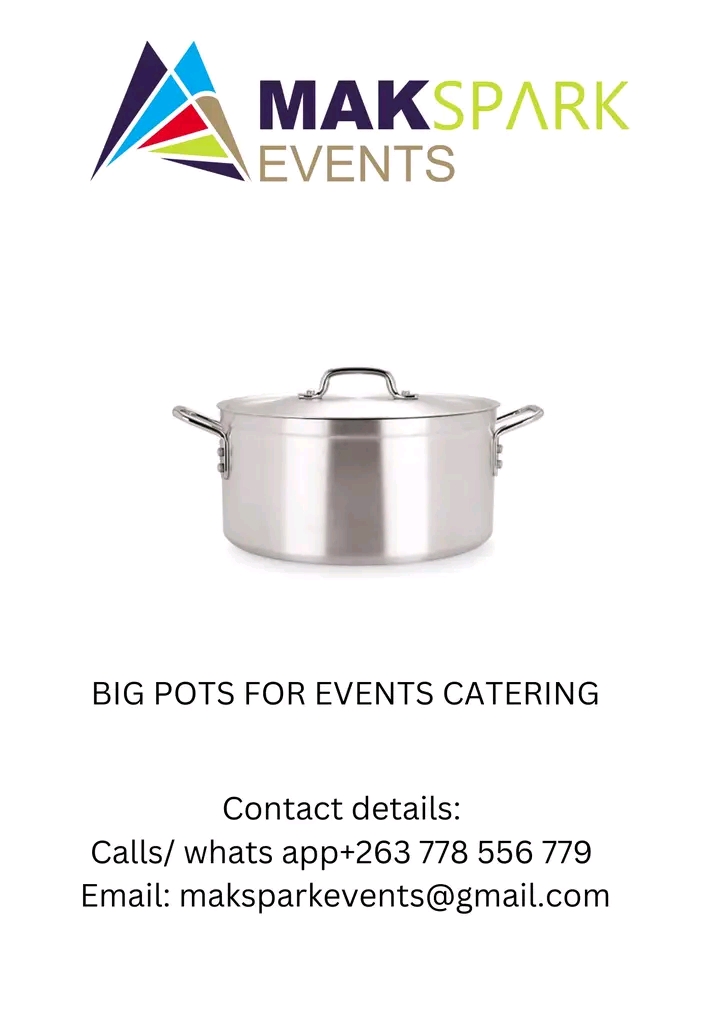 MAKSPARK
EVENTS
BIG POTS FOR EVENTS CATERING
Contact details:
Calls/ whats app+263 778 556 779
Email: maksparkevents@gmail.com